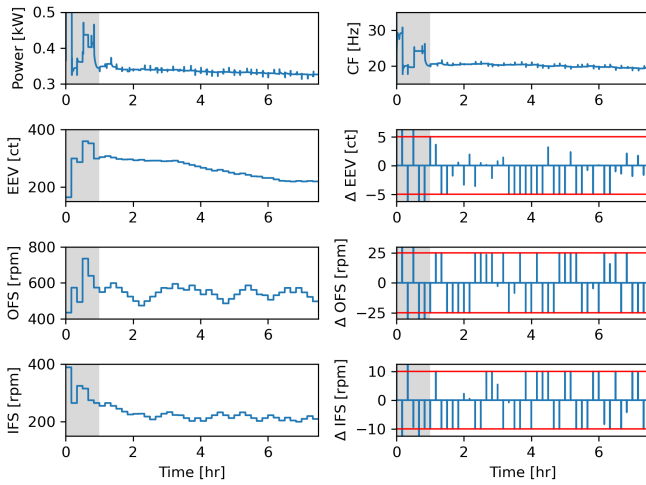 Power [kW]
0.5
0.4
0.3
0 2 4 6
CF [Hz]
30
20
0 2 4 6
EEV [ct]
400
200
0 2 4 6
Δ EEV [ct]
5
0
−5
0 2 4 6
OFS [rpm]
800
600
400
0 2 4 6
Δ OFS [rpm]
25
0
−25
0 2 4 6
IFS [rpm]
400
200
0 2 4 6
Time [hr]
Δ IFS [rpm]
10
0
−10
0 2 4 6
Time [hr]